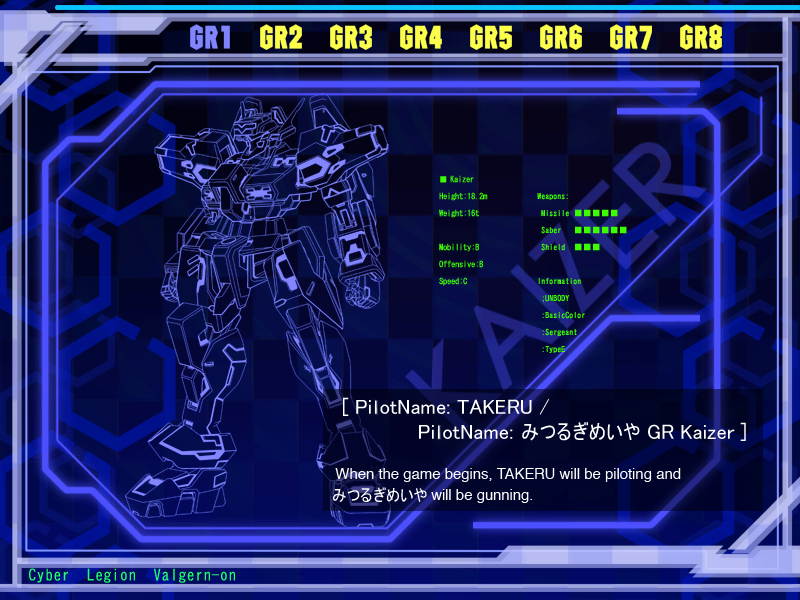 GR1 GR2 GR3 GR4 GR5 GR6 GR7 GR8
KAIZER
■ Kaizer
Height:18.2m
Weight:16t
Mobility:B
Offensive:B
Speed:C
Weapons:
Missile ■■■■■
Saber ■■■■■■
Shield ■■■
Information
:UNBODY
:BasicColor
:Sergeant
:TypeE
[ PilotName: TAKERU /
PilotName: みつるぎめいや GR Kaizer ]
When the game begins, TAKERU will be piloting and
みつるぎめいや will be gunning.
Cyber Legion Valgern-on